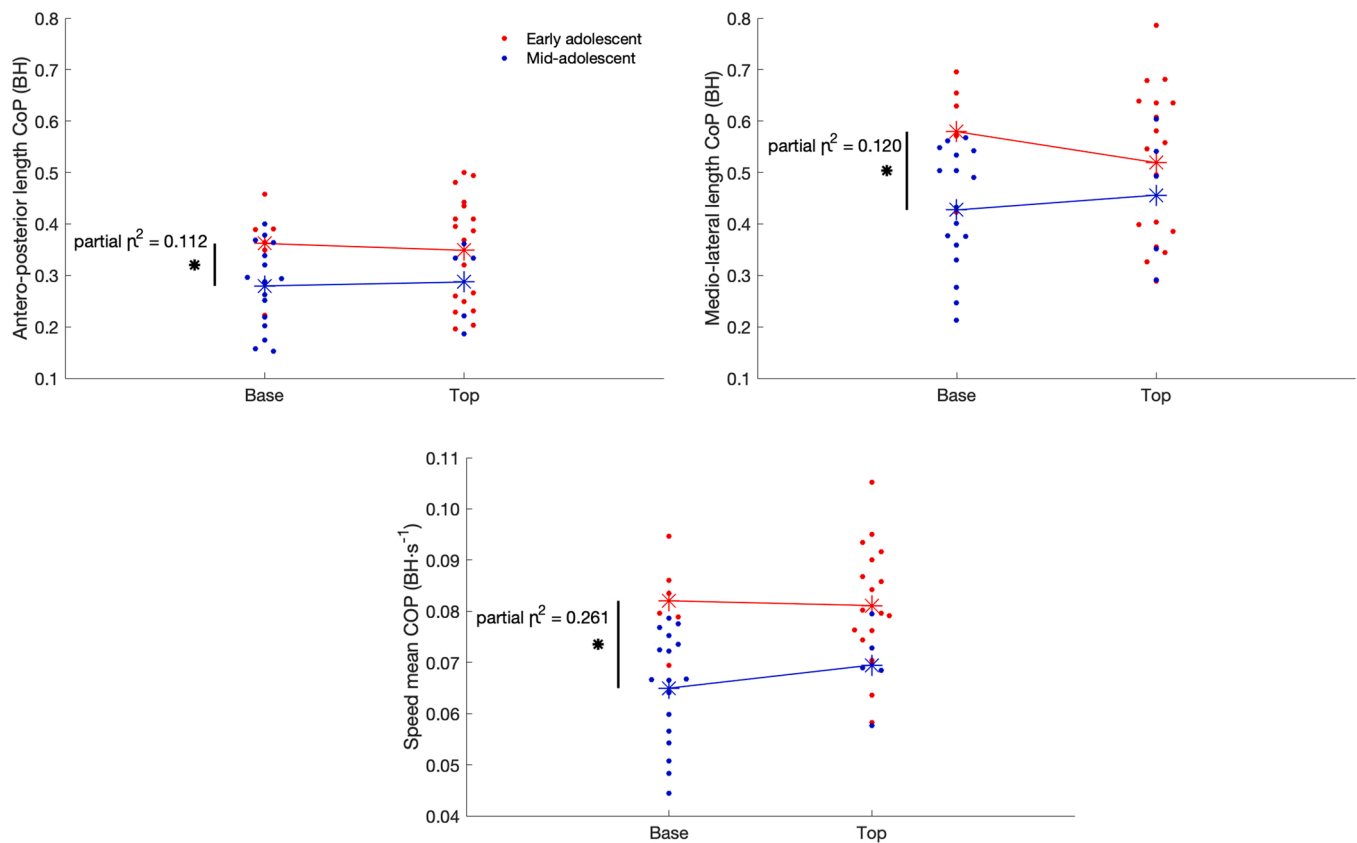 0.8
0.7
0.6
0.5
0.4
0.3
0.2
0.1
Antero-posterior length CoP (BH)
Early adolescent
Mid-adolescent
partial η² = 0.112
*
Base Top
0.8
0.7
0.6
0.5
0.4
0.3
0.2
0.1
Medio-lateral length CoP (BH)
partial η² = 0.120
*
Base Top
0.11
0.10
0.09
0.08
0.07
0.06
0.05
0.04
Speed mean COP (BH·s⁻¹)
partial η² = 0.261
*
Base Top